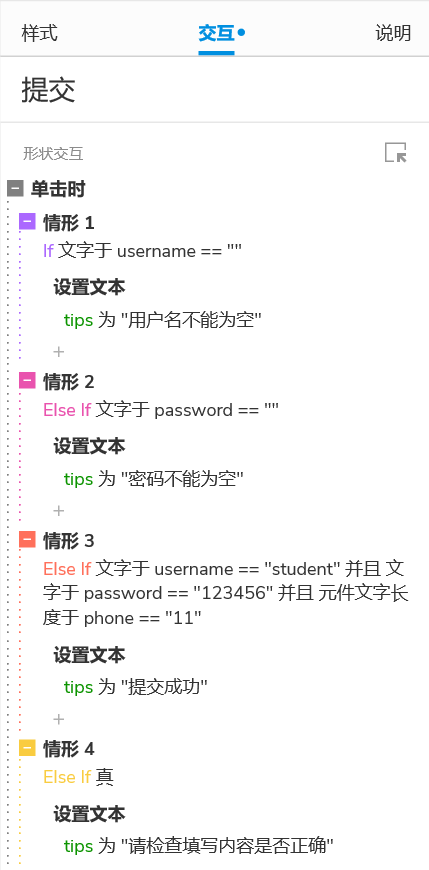 样式 交互 说明
提交
形状交互
单击时
情形 1
If 文字于 username == ""
设置文本
tips 为 "用户名不能为空"
+
情形 2
Else If 文字于 password == ""
设置文本
tips 为 "密码不能为空"
+
情形 3
Else If 文字于 username == "student" 并且 文
字于 password == "123456" 并且 元件文字长
度于 phone == "11"
设置文本
tips 为 "提交成功"
+
情形 4
Else If 真
设置文本
tips 为 "请检查填写内容是否正确"